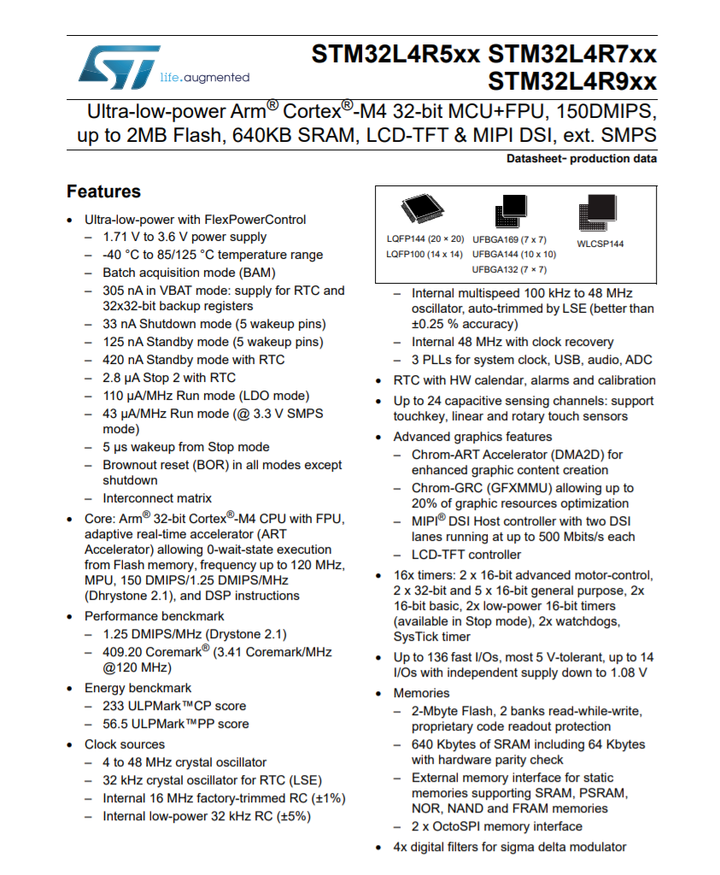 life.augmented
STM32L4R5xx STM32L4R7xx
STM32L4R9xx
Ultra-low-power Arm® Cortex®-M4 32-bit MCU+FPU, 150DMIPS,
up to 2MB Flash, 640KB SRAM, LCD-TFT & MIPI DSI, ext. SMPS
Datasheet- production data
Features
• Ultra-low-power with FlexPowerControl
– 1.71 V to 3.6 V power supply
– -40 °C to 85/125 °C temperature range
– Batch acquisition mode (BAM)
– 305 nA in VBAT mode: supply for RTC and
32x32-bit backup registers
– 33 nA Shutdown mode (5 wakeup pins)
– 125 nA Standby mode (5 wakeup pins)
– 420 nA Standby mode with RTC
– 2.8 μA Stop 2 with RTC
– 110 μA/MHz Run mode (LDO mode)
– 43 μA/MHz Run mode (@ 3.3 V SMPS
mode)
– 5 μs wakeup from Stop mode
– Brownout reset (BOR) in all modes except
shutdown
– Interconnect matrix
• Core: Arm® 32-bit Cortex®-M4 CPU with FPU,
adaptive real-time accelerator (ART
Accelerator) allowing 0-wait-state execution
from Flash memory, frequency up to 120 MHz,
MPU, 150 DMIPS/1.25 DMIPS/MHz
(Dhrystone 2.1), and DSP instructions
• Performance benckmark
– 1.25 DMIPS/MHz (Drystone 2.1)
– 409.20 Coremark® (3.41 Coremark/MHz
@120 MHz)
• Energy benckmark
– 233 ULPMark™CP score
– 56.5 ULPMark™PP score
• Clock sources
– 4 to 48 MHz crystal oscillator
– 32 kHz crystal oscillator for RTC (LSE)
– Internal 16 MHz factory-trimmed RC (±1%)
– Internal low-power 32 kHz RC (±5%)
LQFP144 (20 × 20)
LQFP100 (14 x 14)
UFBGA169 (7 x 7)
UFBGA144 (10 x 10)
UFBGA132 (7 × 7)
WLCSP144
– Internal multispeed 100 kHz to 48 MHz
oscillator, auto-trimmed by LSE (better than
±0.25 % accuracy)
– Internal 48 MHz with clock recovery
– 3 PLLs for system clock, USB, audio, ADC
• RTC with HW calendar, alarms and calibration
• Up to 24 capacitive sensing channels: support
touchkey, linear and rotary touch sensors
• Advanced graphics features
– Chrom-ART Accelerator (DMA2D) for
enhanced graphic content creation
– Chrom-GRC (GFXMMU) allowing up to
20% of graphic resources optimization
– MIPI® DSI Host controller with two DSI
lanes running at up to 500 Mbits/s each
– LCD-TFT controller
• 16x timers: 2 x 16-bit advanced motor-control,
2 x 32-bit and 5 x 16-bit general purpose, 2x
16-bit basic, 2x low-power 16-bit timers
(available in Stop mode), 2x watchdogs,
SysTick timer
• Up to 136 fast I/Os, most 5 V-tolerant, up to 14
I/Os with independent supply down to 1.08 V
• Memories
– 2-Mbyte Flash, 2 banks read-while-write,
proprietary code readout protection
– 640 Kbytes of SRAM including 64 Kbytes
with hardware parity check
– External memory interface for static
memories supporting SRAM, PSRAM,
NOR, NAND and FRAM memories
– 2 x OctoSPI memory interface
• 4x digital filters for sigma delta modulator